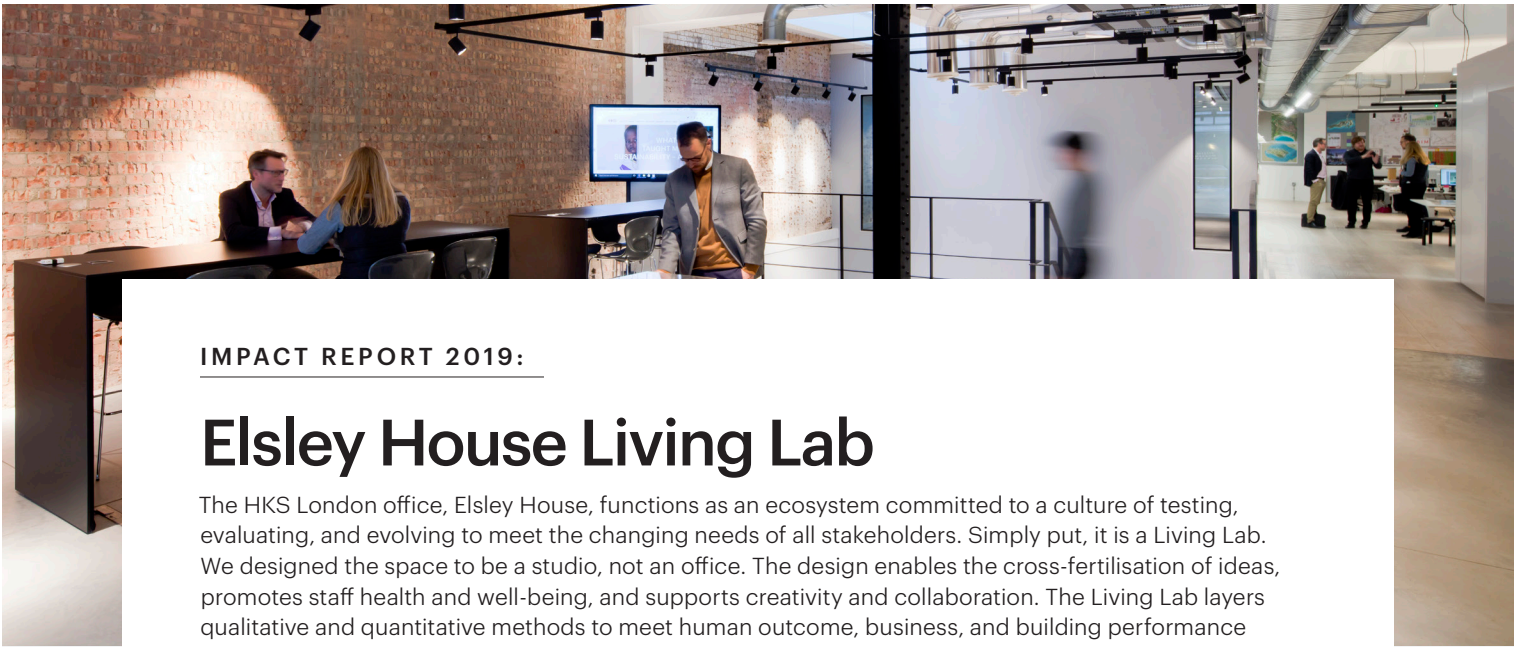 IMPACT REPORT 2019:
Elsley House Living Lab
The HKS London office, Elsley House, functions as an ecosystem committed to a culture of testing,
evaluating, and evolving to meet the changing needs of all stakeholders. Simply put, it is a Living Lab.
We designed the space to be a studio, not an office. The design enables the cross-fertilisation of ideas,
promotes staff health and well-being, and supports creativity and collaboration. The Living Lab layers
qualitative and quantitative methods to meet human outcome, business, and building performance